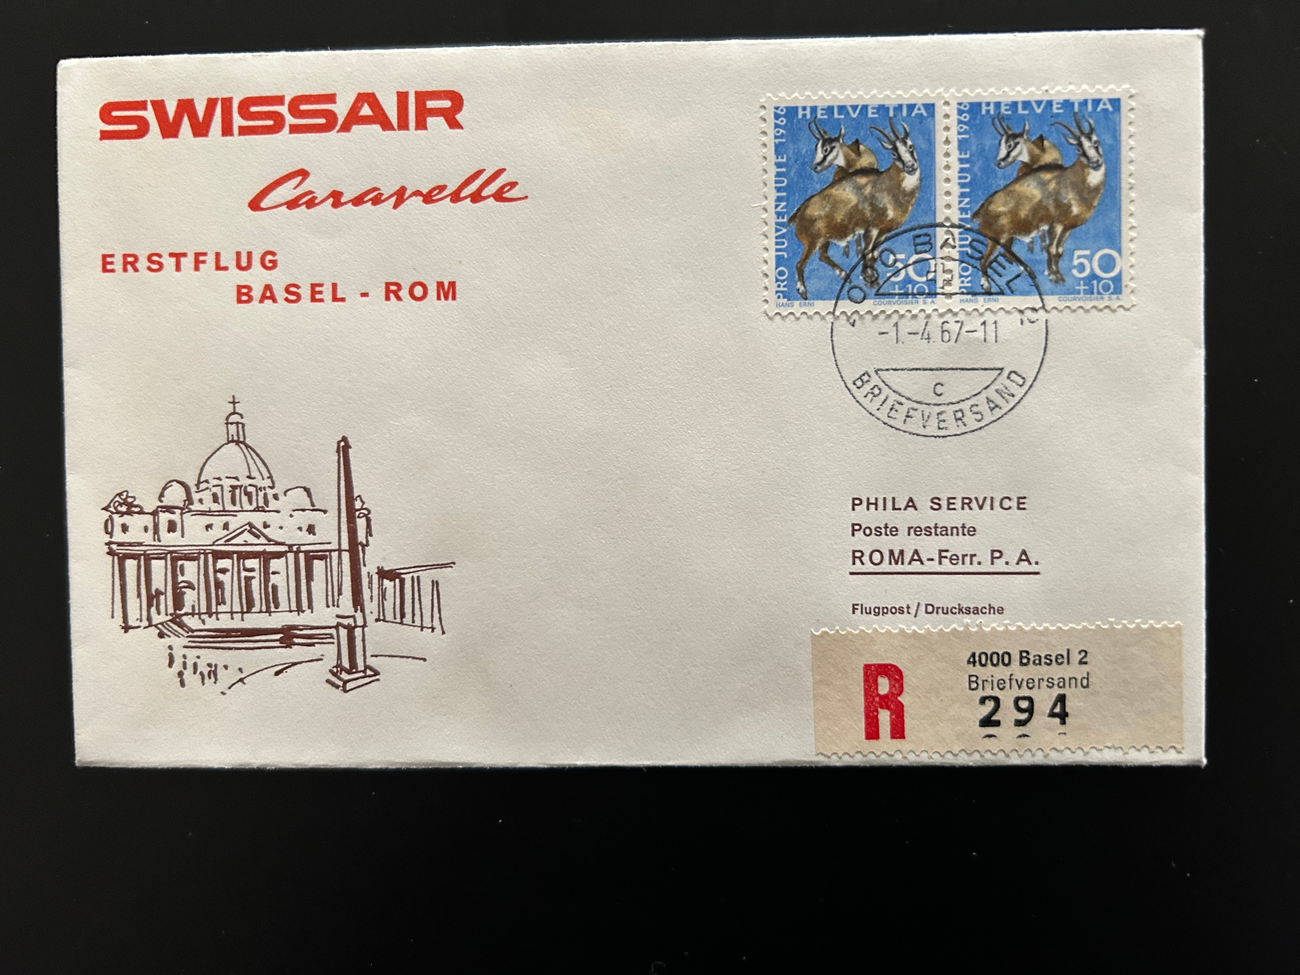 SWISSAIR
Caravelle
ERSTFLUG
BASEL - ROM
HELVETIA
PRO JUVENTUTE 1966
50
+10
HANS ERNI
COURVOISIER S.A.
HELVETIA
PRO JUVENTUTE 1966
50
+10
HANS ERNI
COURVOISIER S.A.
4000 BASEL
-1.-4.67-11
C
BRIEFVERSAND
PHILA SERVICE
Poste restante
ROMA-Ferr. P. A.
Flugpost / Drucksache
R
4000 Basel 2
Briefversand
294